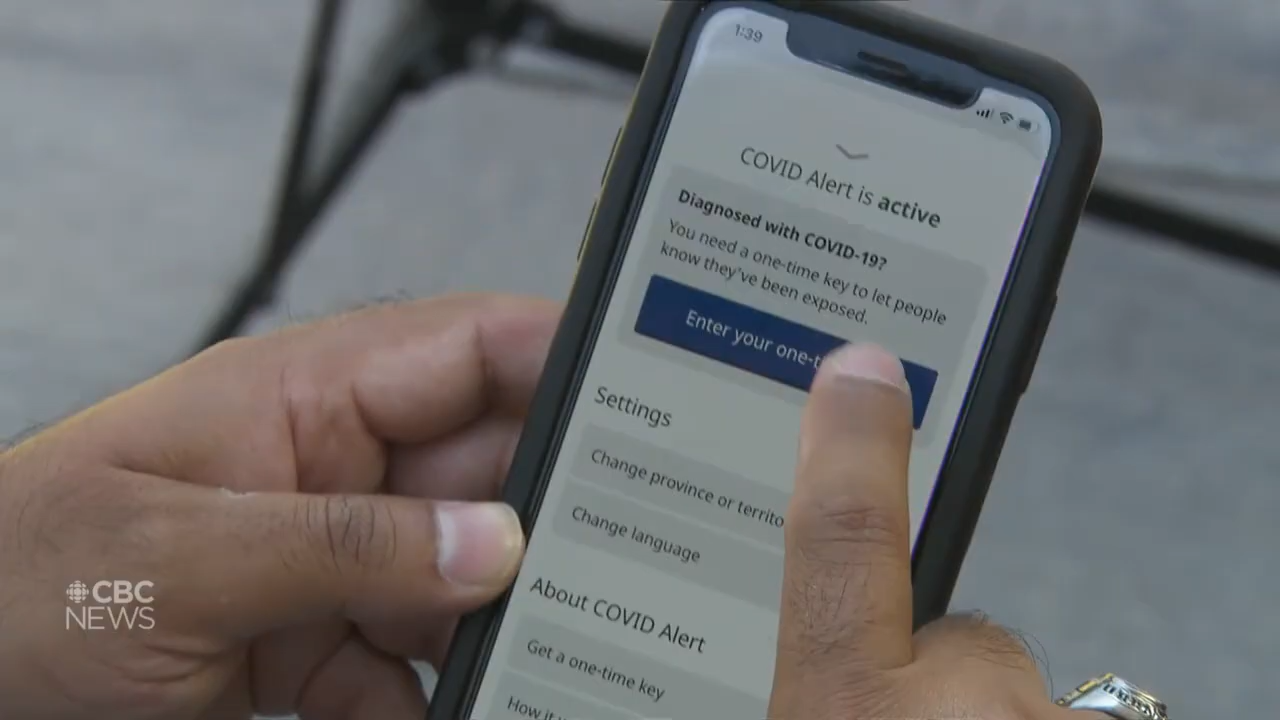 1:39
COVID Alert is active
Diagnosed with COVID-19?
You need a one-time key to let people
know they've been exposed.
Enter your one-t
Settings
Change province or territo
Change language
About COVID Alert
Get a one-time key
How it
CBC
NEWS